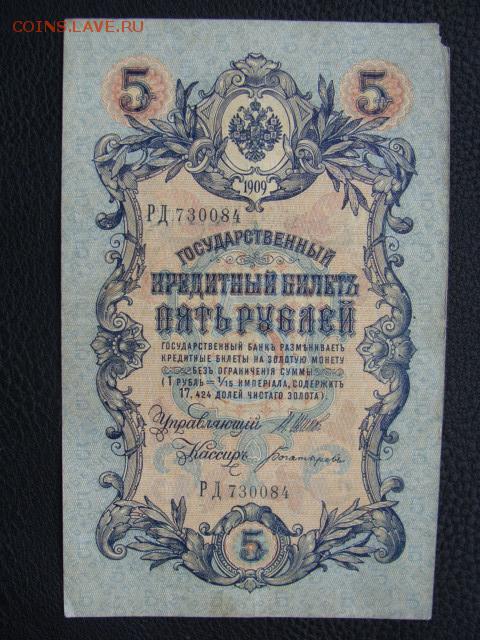 COINS.LAVE.RU
5 5
1909
РД 730084
ГОСУДАРСТВЕННЫЙ
КРЕДИТНЫЙ БИЛЕТЪ
ПЯТЬ РУБЛЕЙ
ГОСУДАРСТВЕННЫЙ БАНКЪ РАЗМѢНИВАЕТЪ
КРЕДИТНЫЕ БИЛЕТЫ НА ЗОЛОТУЮ МОНЕТУ
БЕЗЪ ОГРАНИЧЕНІЯ СУММЫ
(1 РУБЛЬ = 1/15 ИМПЕРІАЛА, СОДЕРЖИТЪ
17,424 ДОЛЕЙ ЧИСТАГО ЗОЛОТА).
Управляющій
Кассиръ Богатыревъ
РД 730084
5